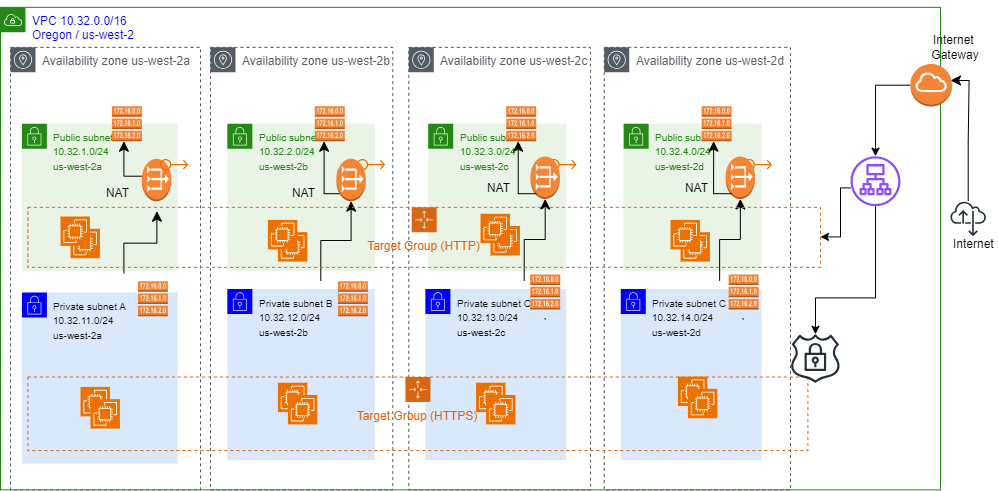 VPC 10.32.0.0/16
Oregon / us-west-2
Internet
Gateway
Availability zone us-west-2a
Availability zone us-west-2b
Availability zone us-west-2c
Availability zone us-west-2d
172.16.0.0
172.16.1.0
172.16.2.0
172.16.0.0
172.16.1.0
172.16.2.0
172.16.0.0
172.16.1.0
172.16.2.0
172.16.0.0
172.16.1.0
172.16.2.0
Public subne
10.32.1.0/24
us-west-2a
NAT
Public subne
10.32.2.0/24
us-west-2b
NAT
Public sub
10.32.3.0/24
us-west-2c
NAT
Public sub
10.32.4.0/24
us-west-2d
NAT
Target Group (HTTP)
Internet
172.16.0.0
172.16.1.0
172.16.2.0
172.16.0.0
172.16.1.0
172.16.2.0
172.16.0.0
172.16.1.0
172.16.2.0
172.16.0.0
172.16.1.0
172.16.2.0
Private subnet A
10.32.11.0/24
us-west-2a
Private subnet B
10.32.12.0/24
us-west-2b
Private subnet C
10.32.13.0/24
us-west-2c
`
Private subnet C
10.32.14.0/24
us-west-2d
`
Target Group (HTTPS)